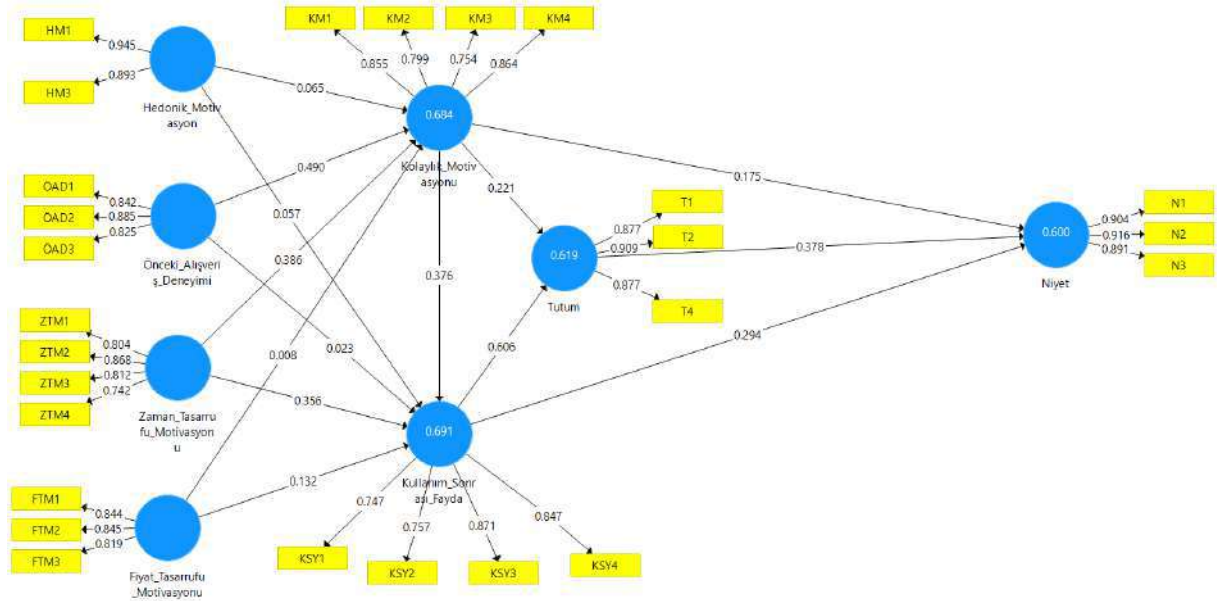 KM1
KM2
KM3
KM4
HM1
0.945
0.893
HM3
Hedonik_Motiv
asyon
0.855
0.799
0.754
0.864
0.065
0.684
Kolaylık_Motiv
asyonu
ÖAD1
ÖAD2
ÖAD3
0.842
0.885
0.825
Önceki_Alışveri
ş_Deneyimi
0.490
0.057
0.386
0.221
0.175
0.376
T1
T2
T4
0.877
0.909
0.877
0.619
Tutum
0.378
N1
N2
N3
0.904
0.916
0.891
0.600
Niyet
ZTM1
ZTM2
ZTM3
ZTM4
0.804
0.868
0.812
0.742
Zaman_Tasarru
fu_Motivasyon
u
0.008
0.023
0.356
0.606
0.294
0.691
Kullanım_Sonr
ası_Fayda
0.132
FTM1
FTM2
FTM3
0.844
0.845
0.819
Fiyat_Tasarrufu
_Motivasyonu
0.747
0.757
0.871
0.847
KSY1
KSY2
KSY3
KSY4